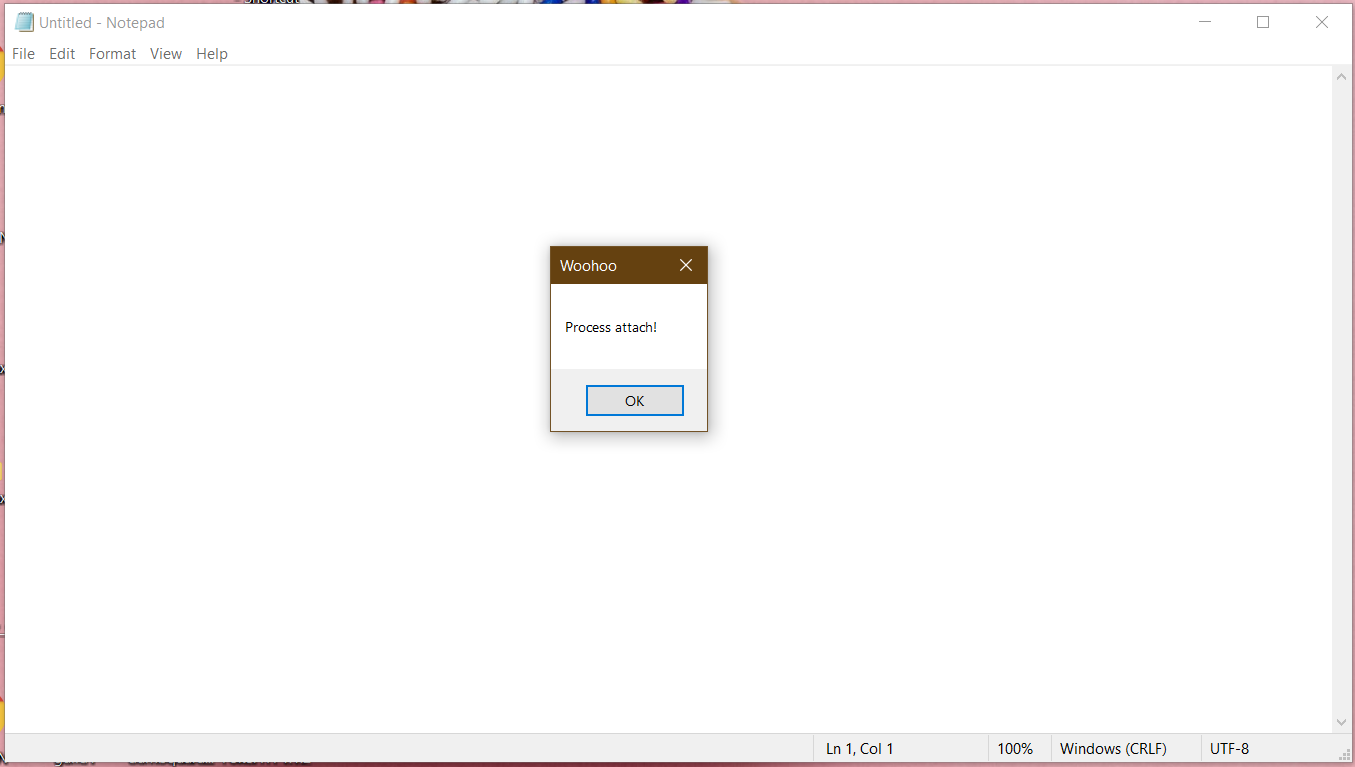 Shortcut
Untitled - Notepad
File Edit Format View Help
Woohoo
Process attach!
OK
Ln 1, Col 1 100% Windows (CRLF) UTF-8